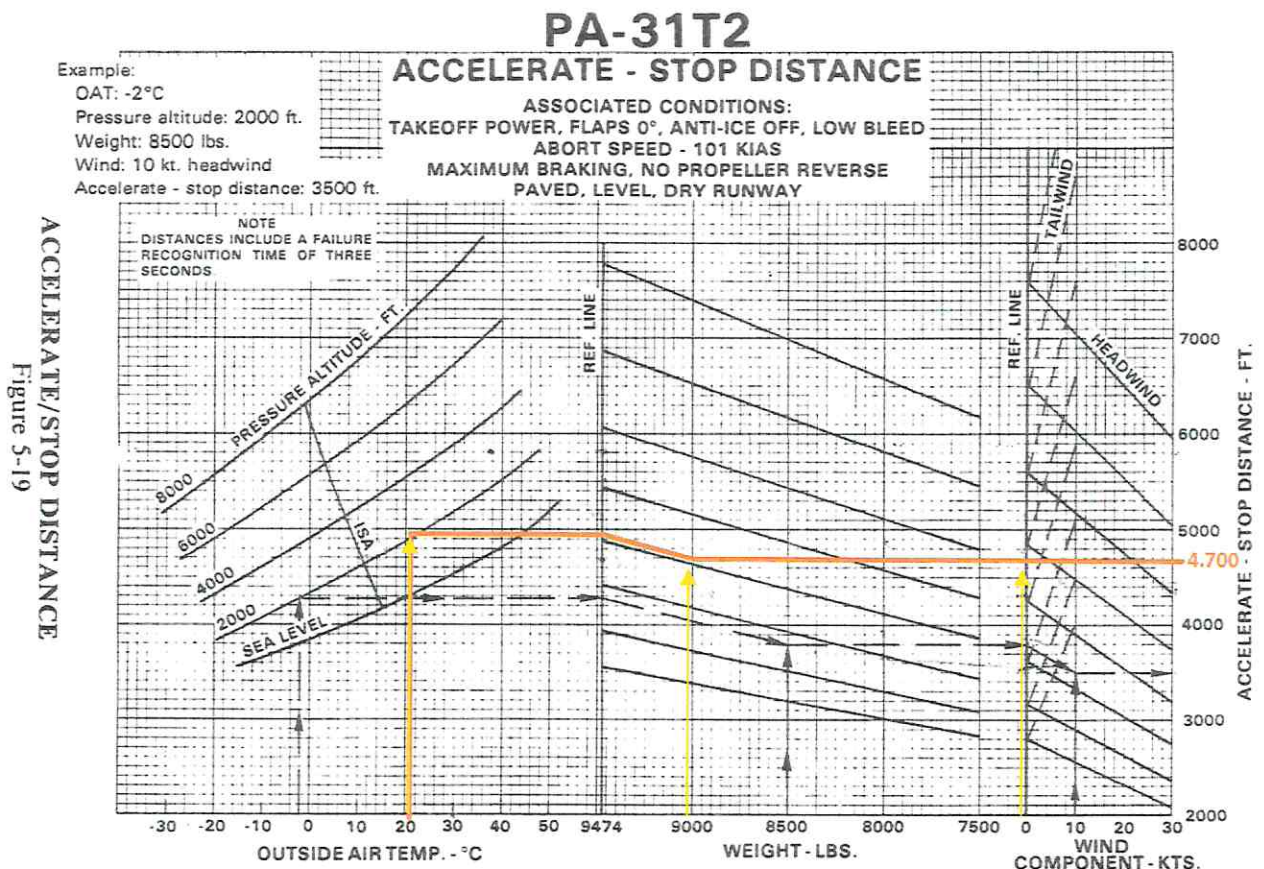 PA-31T2
ACCELERATE - STOP DISTANCE
ASSOCIATED CONDITIONS:
TAKEOFF POWER, FLAPS 0°, ANTI-ICE OFF, LOW BLEED
ABORT SPEED - 101 KIAS
MAXIMUM BRAKING, NO PROPELLER REVERSE
PAVED, LEVEL, DRY RUNWAY
Example:
OAT: -2°C
Pressure altitude: 2000 ft.
Weight: 8500 lbs.
Wind: 10 kt. headwind
Accelerate - stop distance: 3500 ft.
NOTE
DISTANCES INCLUDE A FAILURE
RECOGNITION TIME OF THREE
SECONDS
ACCELERATE/STOP DISTANCE
Figure 5-19
PRESSURE ALTITUDE - FT.
8000
6000
4000
2000
SEA LEVEL
ISA
REF. LINE
REF. LINE
TAILWIND
HEADWIND
8000
7000
6000
5000
4.700
4000
3000
2000
ACCELERATE - STOP DISTANCE - FT.
-30 -20 -10 0 10 20 30 40 50 9474 9000 8500 8000 7500 0 10 20 30
OUTSIDE AIR TEMP. - °C
WEIGHT - LBS.
WIND
COMPONENT - KTS.